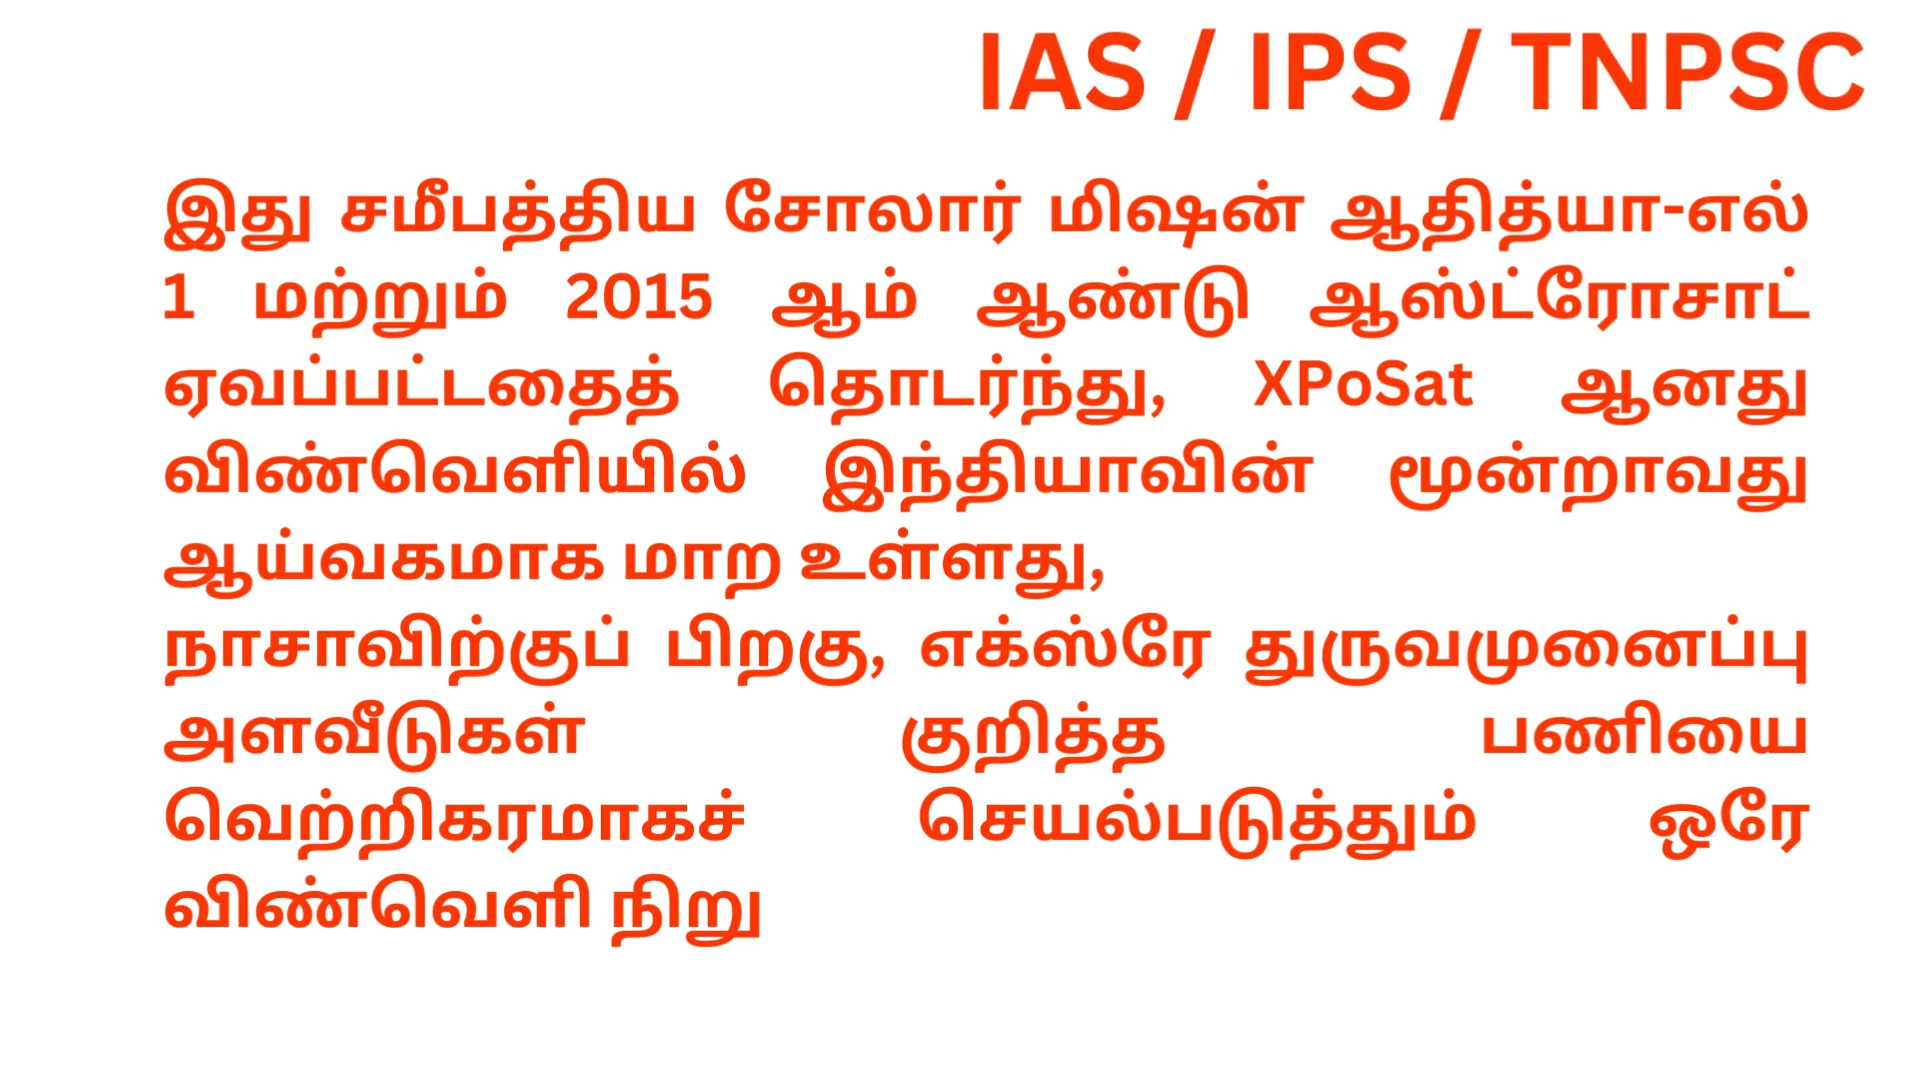 IAS / IPS / TNPSC
இது சமீபத்திய சோலார் மிஷன் ஆதித்யா-எல்
1 மற்றும் 2015 ஆம் ஆண்டு ஆஸ்ட்ரோசாட்
ஏவப்பட்டதைத் தொடர்ந்து, XPoSat ஆனது
விண்வெளியில் இந்தியாவின் மூன்றாவது
ஆய்வகமாக மாற உள்ளது,
நாசாவிற்குப் பிறகு, எக்ஸ்ரே துருவமுனைப்பு
அளவீடுகள் குறித்த பணியை
வெற்றிகரமாகச் செயல்படுத்தும் ஒரே
விண்வெளி நிறு